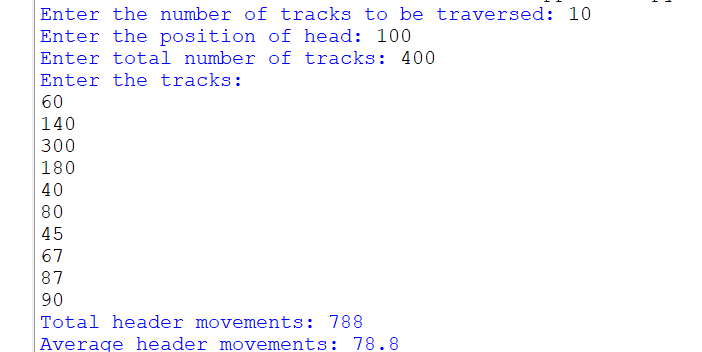 Enter the number of tracks to be traversed: 10
Enter the position of head: 100
Enter total number of tracks: 400
Enter the tracks:
60
140
300
180
40
80
45
67
87
90
Total header movements: 788
Average header movements: 78.8